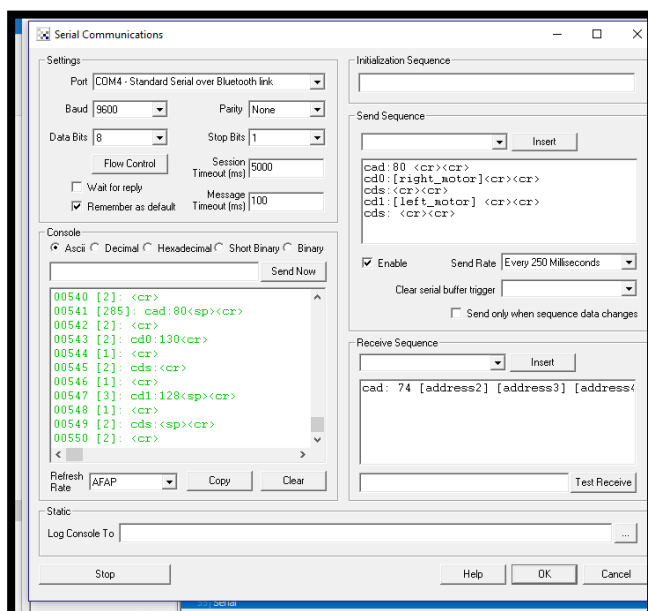 Serial Communications
Settings
Port COM4 - Standard Serial over Bluetooth link
Baud 9600 Parity None
Data Bits 8 Stop Bits 1
Flow Control Session Timeout (ms) 5000
Wait for reply
Remember as default Message Timeout (ms) 100
Console
Ascii Decimal Hexadecimal Short Binary Binary
Send Now
00540 [2]: <cr>
00541 [285]: cad:80<sp><cr>
00542 [2]: <cr>
00543 [2]: cd0:130<cr>
00544 [1]: <cr>
00545 [2]: cds:<cr>
00546 [1]: <cr>
00547 [3]: cd1:128<sp><cr>
00548 [1]: <cr>
00549 [2]: cds:<sp><cr>
00550 [2]: <cr>
Refresh Rate AFAP Copy Clear
Initialization Sequence
Send Sequence
Insert
cad:80 <cr><cr>
cd0:[right_motor]<cr><cr>
cds:<cr><cr>
cd1:[left_motor] <cr><cr>
cds: <cr><cr>
Enable Send Rate Every 250 Milliseconds
Clear serial buffer trigger
Send only when sequence data changes
Receive Sequence
Insert
cad: 74 [address2] [address3] [address4
Test Receive
Static
Log Console To ...
Stop Help OK Cancel